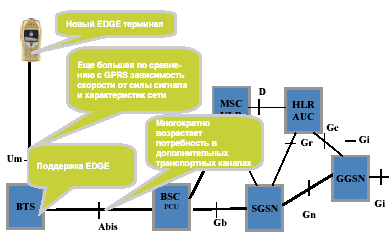 Новый EDGE терминал
Еще большая по сравне-
нию с GPRS зависимость
скорости от силы сигнала
и характеристик сети
MSC
D
HLR
AUC
Многократно
возрастает
потребность в
дополнительных
транспортных каналах
Gc
Gi
Gr
Um
Поддержка EDGE
GGSN
BTS
BSC
PCU
SGSN
Gi
Abis
Gb
Gn